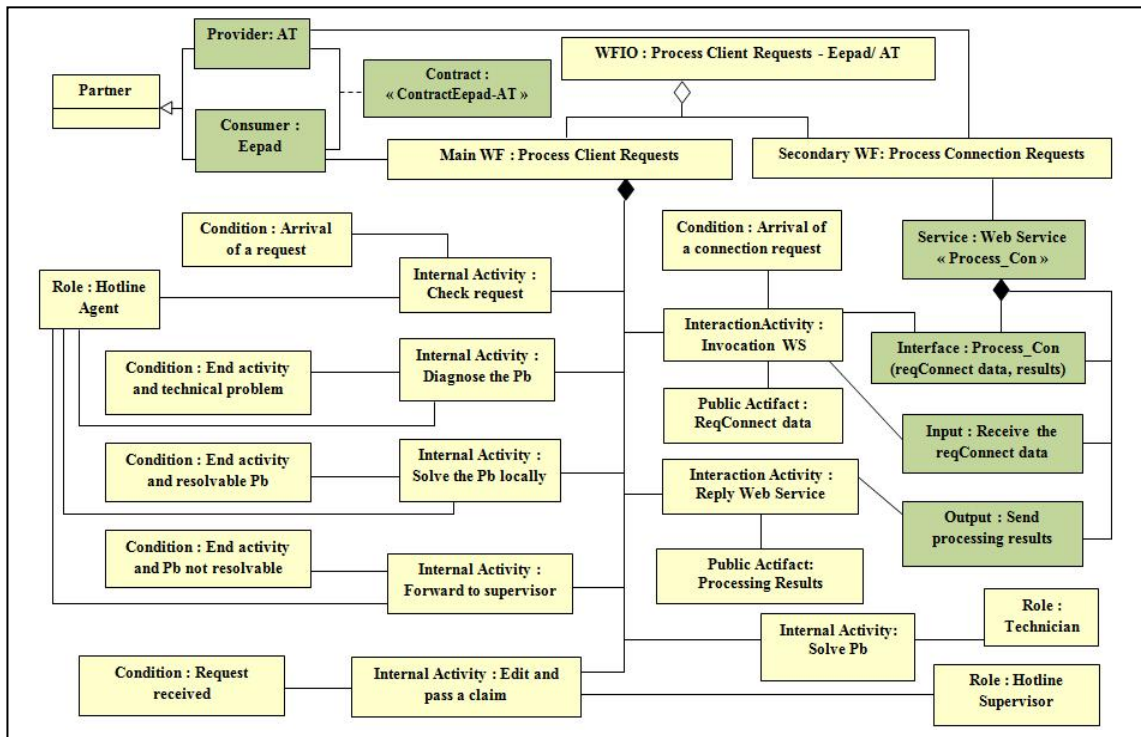 Provider: AT
WFIO : Process Client Requests - Eepad/ AT
Partner
Contract :
« ContractEepad-AT »
Consumer :
Eepad
Main WF : Process Client Requests
Secondary WF: Process Connection Requests
Condition : Arrival
of a request
Condition : Arrival of
a connection request
Service : Web Service
« Process_Con »
Role : Hotline
Agent
Internal Activity :
Check request
InteractionActivity :
Invocation WS
Interface : Process_Con
(reqConnect data, results)
Condition : End activity
and technical problem
Internal Activity :
Diagnose the Pb
Public Actifact :
ReqConnect data
Input : Receive the
reqConnect data
Condition : End activity
and resolvable Pb
Internal Activity :
Solve the Pb locally
Interaction Activity :
Reply Web Service
Output : Send
processing results
Condition : End activity
and Pb not resolvable
Internal Activity :
Forward to supervisor
Public Actifact:
Processing Results
Internal Activity:
Solve Pb
Role :
Technician
Condition : Request
received
Internal Activity : Edit and
pass a claim
Role : Hotline
Supervisor